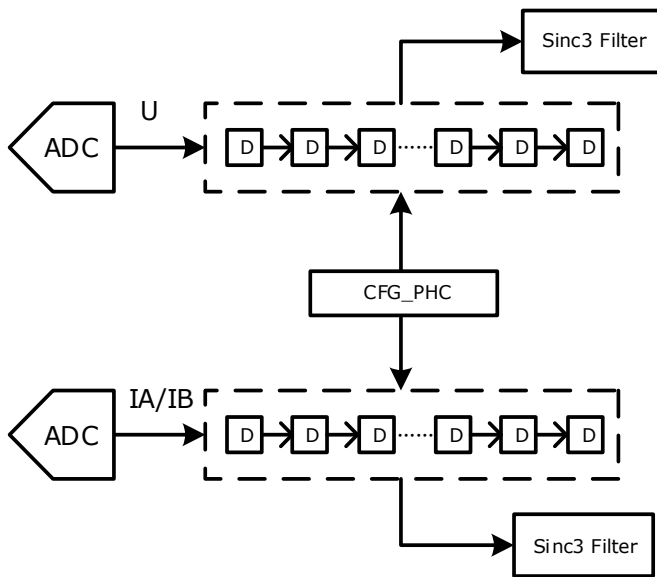 Sinc3 Filter
U
ADC
D D D D D D
CFG_PHC
IA/IB
ADC
D D D D D D
Sinc3 Filter